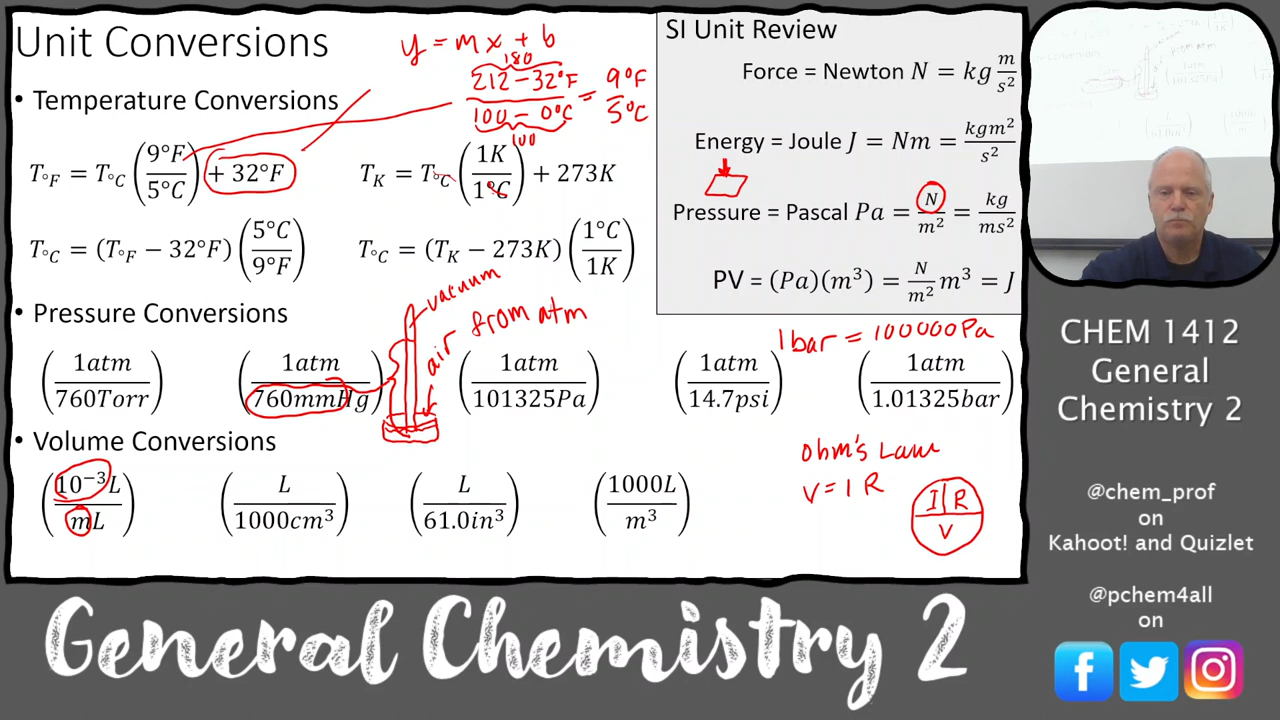 Unit Conversions
y = mx + b
• Temperature Conversions
180
212 − 32°F / 100 − 0°C = 9°F / 5°C
100
T°F = T°C (9°F / 5°C) + 32°F
TK = T°C (1K / 1°C) + 273K
T°C = (T°F − 32°F) (5°C / 9°F)
T°C = (TK − 273K) (1°C / 1K)
• Pressure Conversions
vacuum
air from atm
(1atm / 760Torr)
(1atm / 760mmHg)
(1atm / 101325Pa)
(1atm / 14.7psi)
(1atm / 1.01325bar)
1 bar = 100000Pa
• Volume Conversions
(10⁻³L / mL)
(L / 1000cm³)
(L / 61.0in³)
(1000L / m³)
Ohm's Law
V = I R
I | R
V
SI Unit Review
Force = Newton N = kg m/s²
Energy = Joule J = Nm = kgm²/s²
Pressure = Pascal Pa = N/m² = kg/ms²
PV = (Pa)(m³) = N/m² m³ = J
CHEM 1412
General
Chemistry 2
@chem_prof
on
Kahoot! and Quizlet
@pchem4all
on
General Chemistry 2